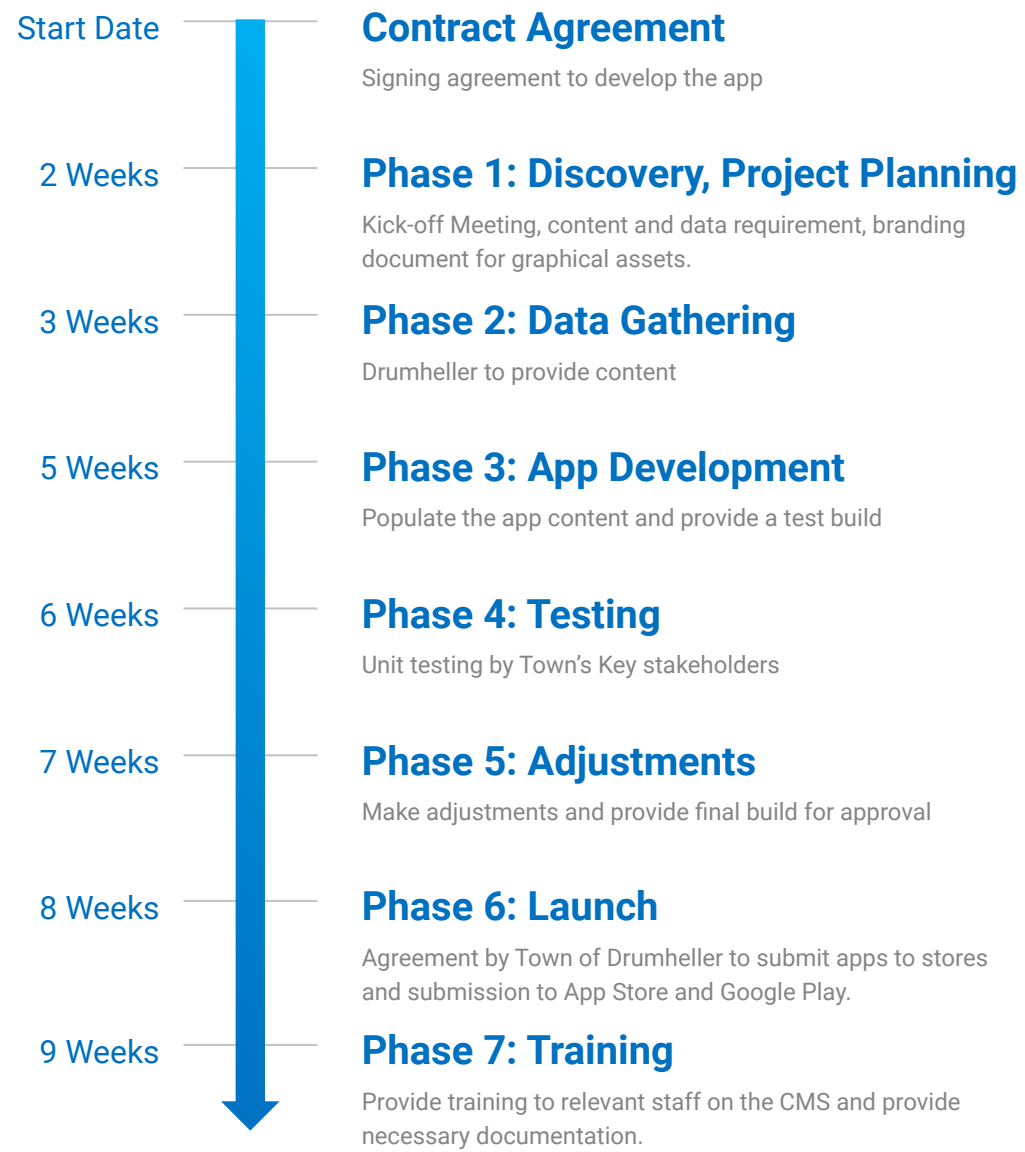 Start Date
Contract Agreement
Signing agreement to develop the app
2 Weeks
Phase 1: Discovery, Project Planning
Kick-off Meeting, content and data requirement, branding
document for graphical assets.
3 Weeks
Phase 2: Data Gathering
Drumheller to provide content
5 Weeks
Phase 3: App Development
Populate the app content and provide a test build
6 Weeks
Phase 4: Testing
Unit testing by Town’s Key stakeholders
7 Weeks
Phase 5: Adjustments
Make adjustments and provide final build for approval
8 Weeks
Phase 6: Launch
Agreement by Town of Drumheller to submit apps to stores
and submission to App Store and Google Play.
9 Weeks
Phase 7: Training
Provide training to relevant staff on the CMS and provide
necessary documentation.